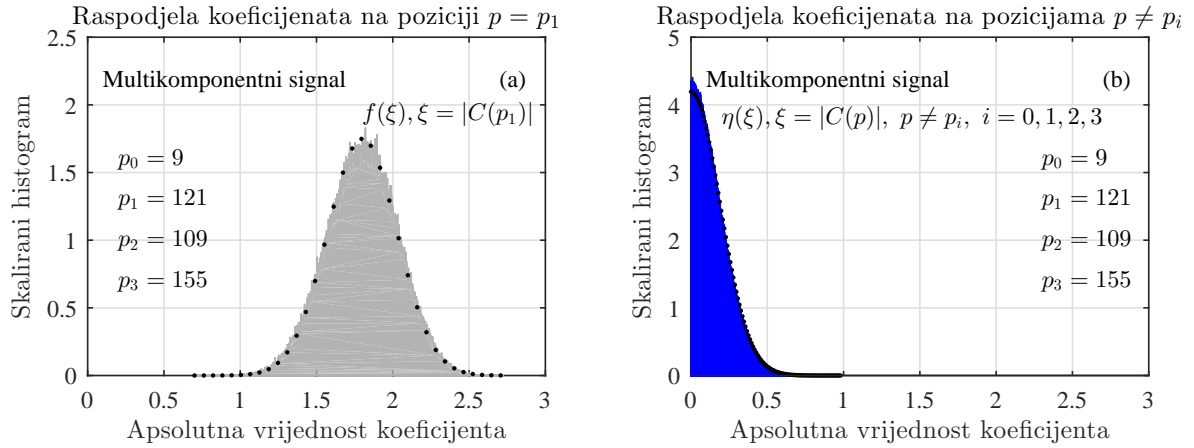 Raspodjela koeficijenata na poziciji p = p₁
2.5
2
1.5
1
0.5
0
Skalirani histogram
Multikomponentni signal (a)
f(ξ), ξ = |C(p₁)|
p₀ = 9
p₁ = 121
p₂ = 109
p₃ = 155
0 0.5 1 1.5 2 2.5 3
Apsolutna vrijednost koeficijenta
Raspodjela koeficijenata na pozicijama p ≠ pᵢ
5
4
3
2
1
0
Skalirani histogram
Multikomponentni signal (b)
η(ξ), ξ = |C(p)|, p ≠ pᵢ, i = 0, 1, 2, 3
p₀ = 9
p₁ = 121
p₂ = 109
p₃ = 155
0 0.5 1 1.5 2 2.5 3
Apsolutna vrijednost koeficijenta